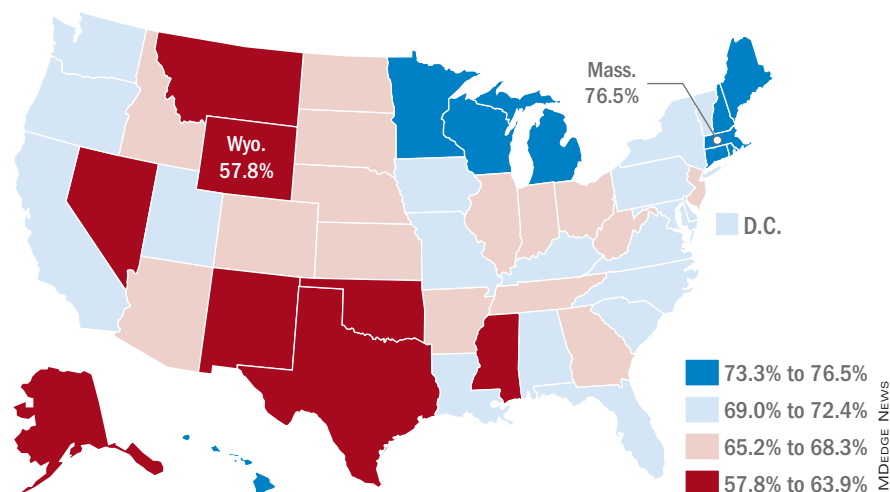 Mass.
76.5%
Wyo.
57.8%
D.C.
73.3% to 76.5%
69.0% to 72.4%
65.2% to 68.3%
57.8% to 63.9%
MDEDGE NEWS